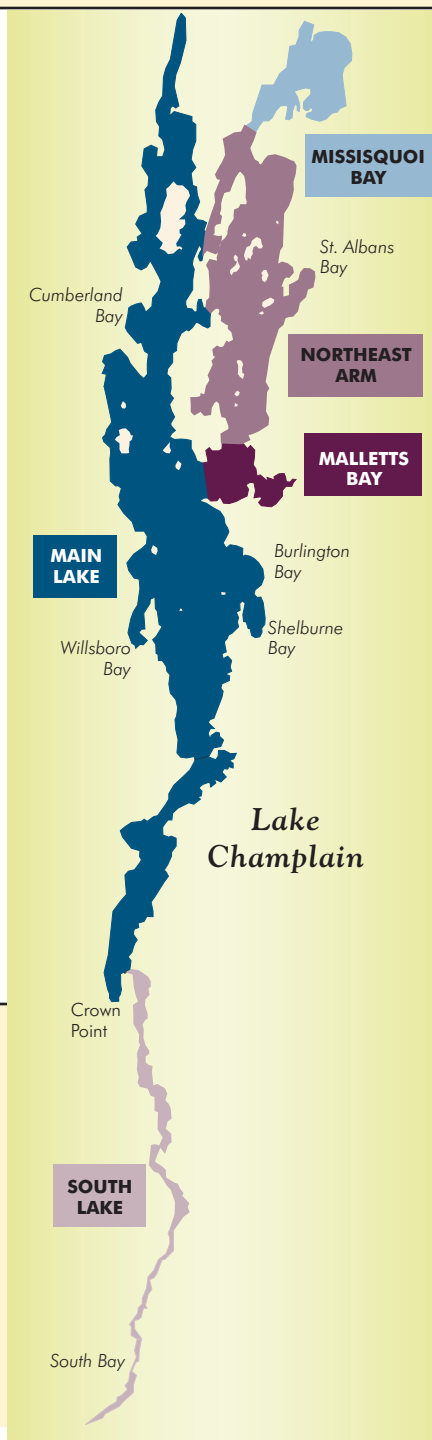 MISSISQUOI
BAY
St. Albans
Bay
Cumberland
Bay
NORTHEAST
ARM
MALLETTS
BAY
MAIN
LAKE
Burlington
Bay
Shelburne
Bay
Willsboro
Bay
Lake
Champlain
Crown
Point
SOUTH
LAKE
South Bay